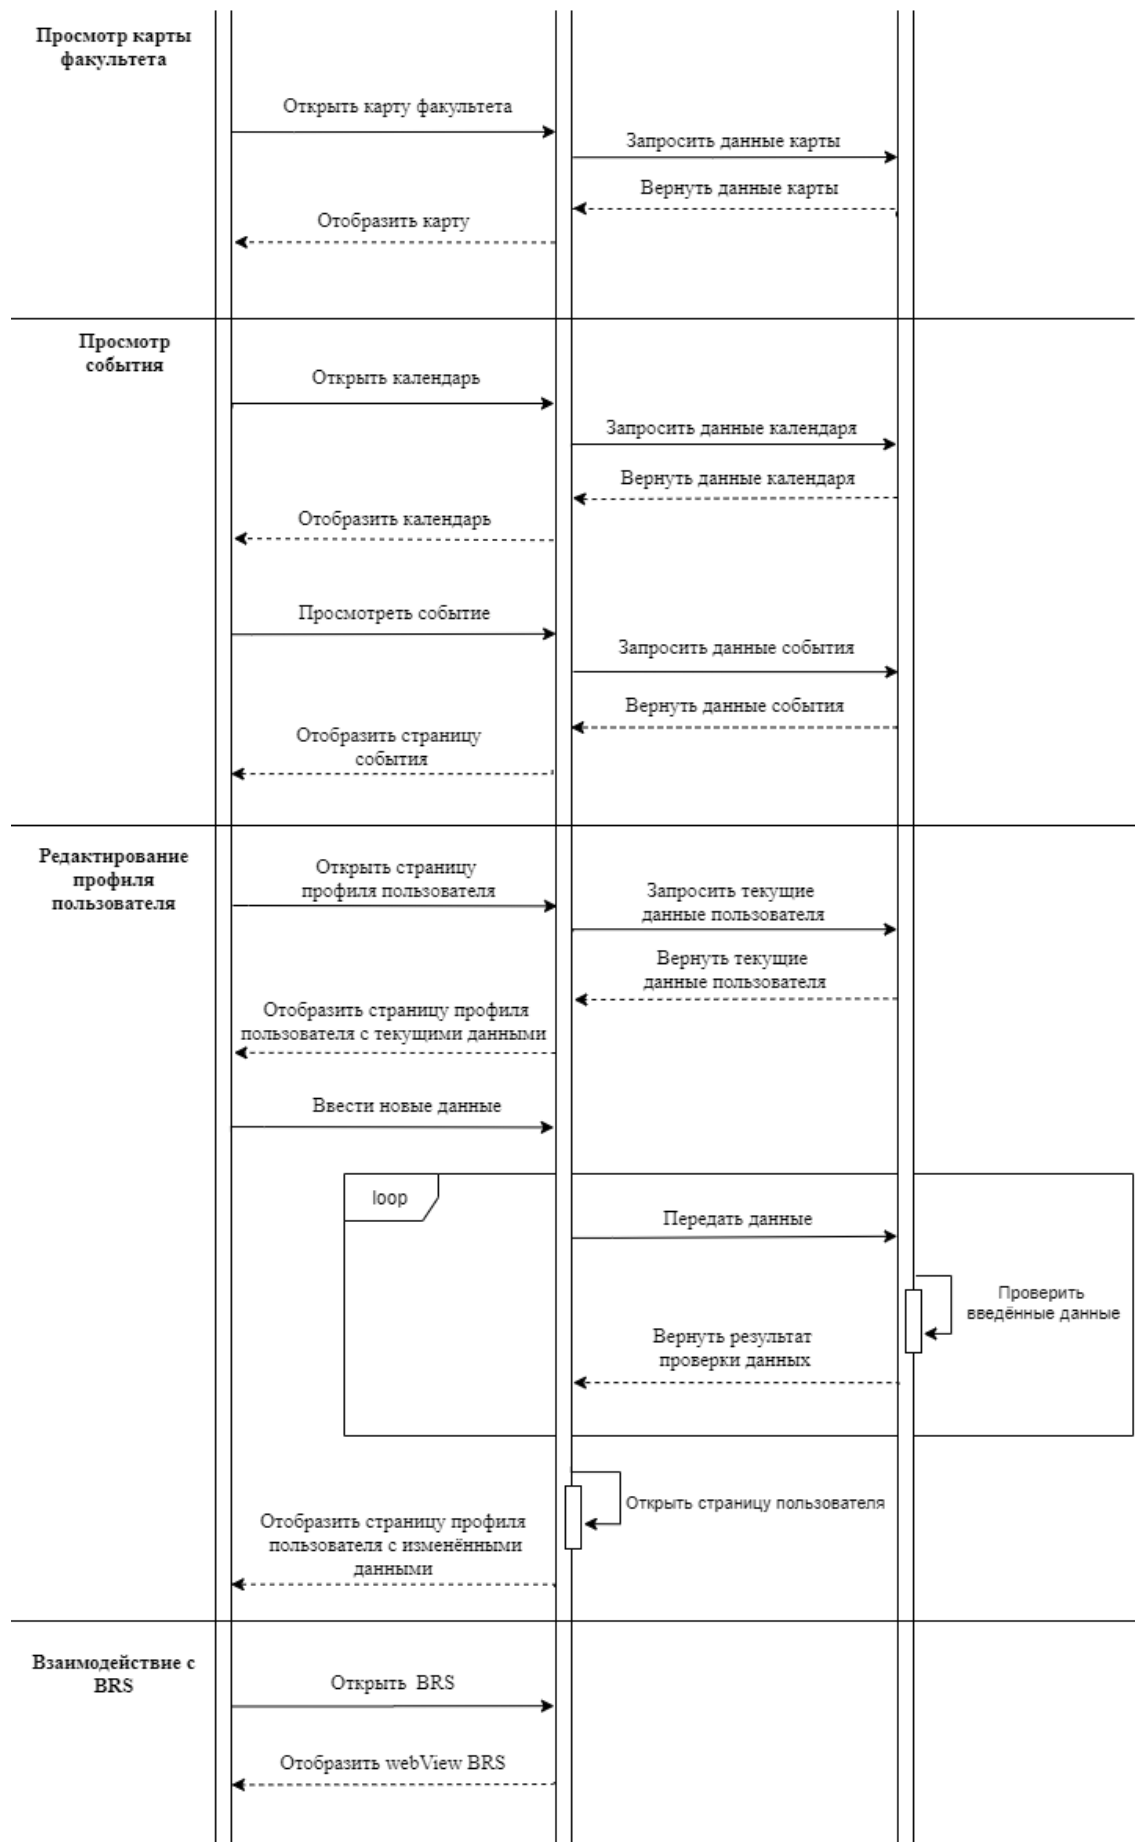 Просмотр карты
факультета
Открыть карту факультета
Запросить данные карты
Вернуть данные карты
Отобразить карту
Просмотр
события
Открыть календарь
Запросить данные календаря
Вернуть данные календаря
Отобразить календарь
Просмотреть событие
Запросить данные события
Вернуть данные события
Отобразить страницу
события
Редактирование
профиля
пользователя
Открыть страницу
профиля пользователя
Запросить текущие
данные пользователя
Вернуть текущие
данные пользователя
Отобразить страницу профиля
пользователя с текущими данными
Ввести новые данные
loop
Передать данные
Проверить
введённые данные
Вернуть результат
проверки данных
Открыть страницу пользователя
Отобразить страницу профиля
пользователя с изменёнными
данными
Взаимодействие с
BRS
Открыть BRS
Отобразить webView BRS